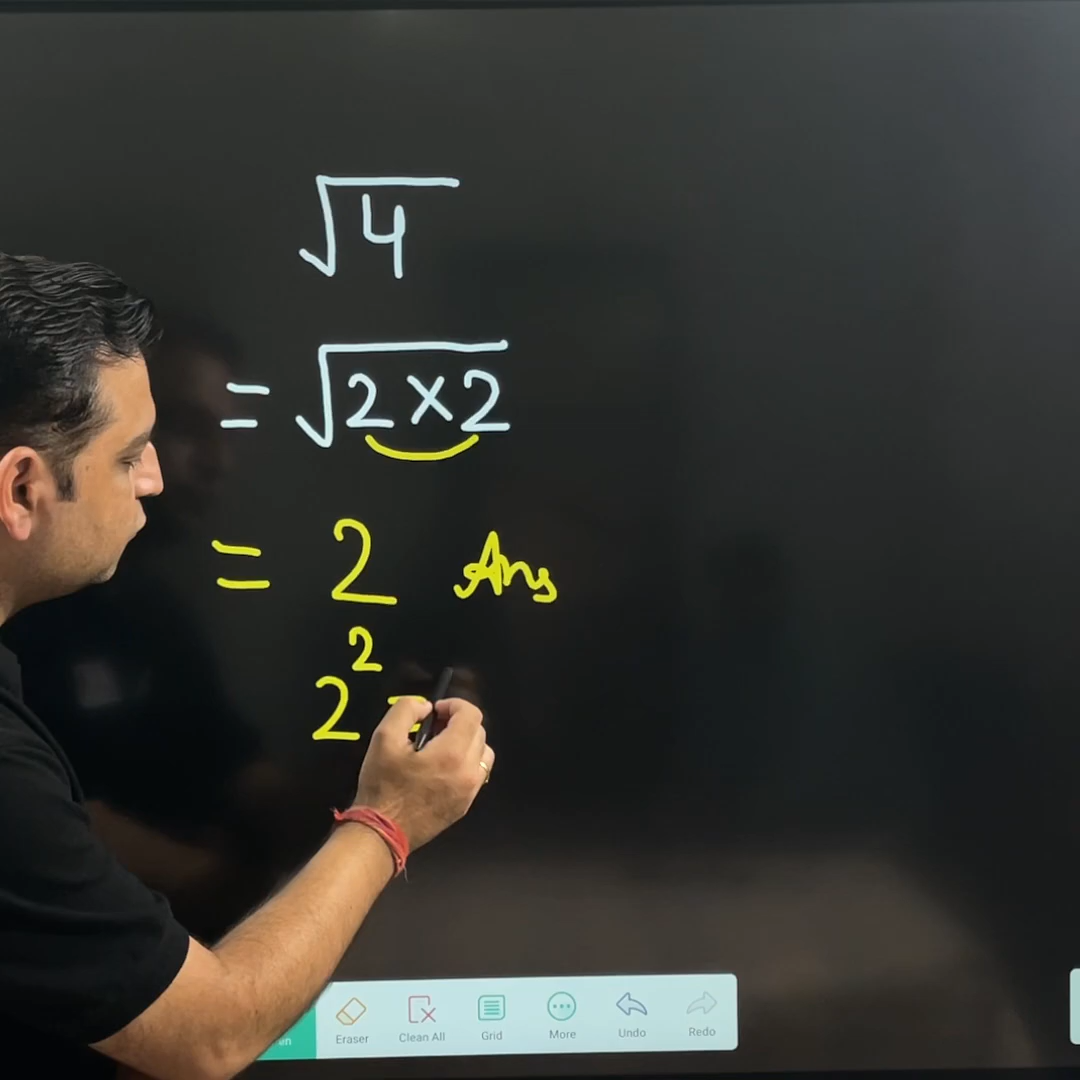 √4
= √2 × 2
= 2 Ans
2² =
Eraser Clean All Grid More Undo Redo